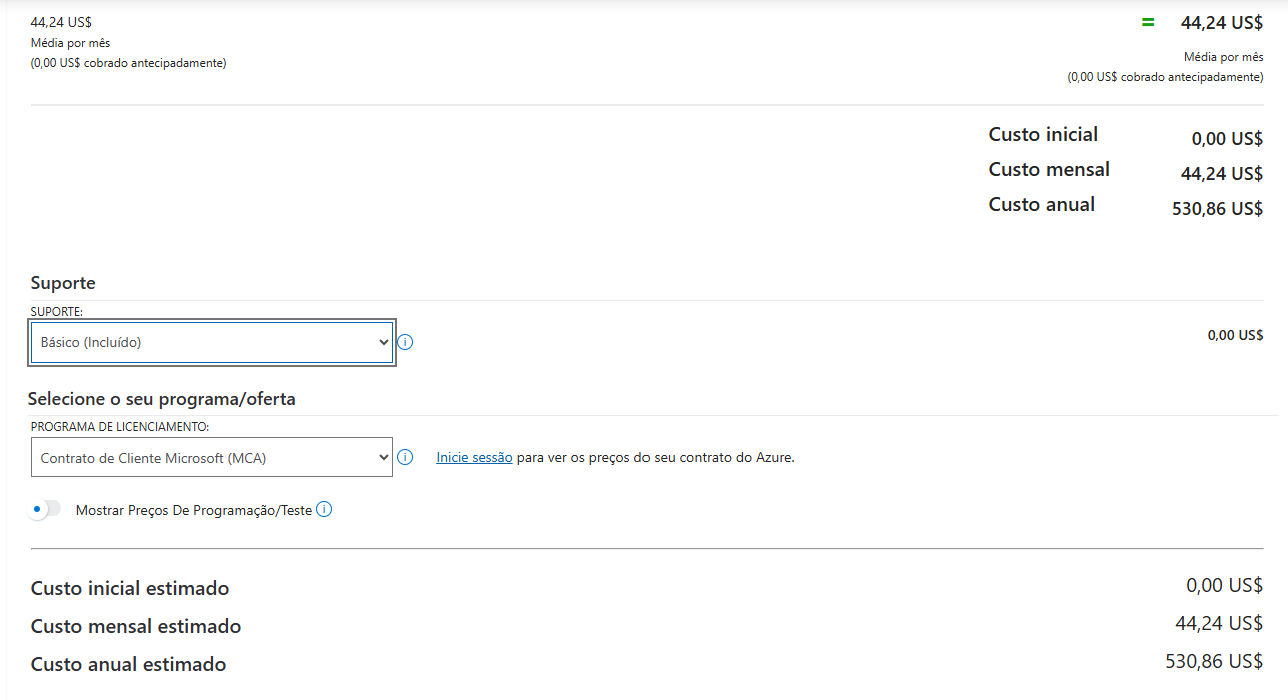 44,24 US$
Média por mês
(0,00 US$ cobrado antecipadamente)
= 44,24 US$
Média por mês
(0,00 US$ cobrado antecipadamente)
Custo inicial 0,00 US$
Custo mensal 44,24 US$
Custo anual 530,86 US$
Suporte
SUPORTE:
Básico (Incluído)
0,00 US$
Selecione o seu programa/oferta
PROGRAMA DE LICENCIAMENTO:
Contrato de Cliente Microsoft (MCA)
Inicie sessão para ver os preços do seu contrato do Azure.
Mostrar Preços De Programação/Teste
Custo inicial estimado 0,00 US$
Custo mensal estimado 44,24 US$
Custo anual estimado 530,86 US$